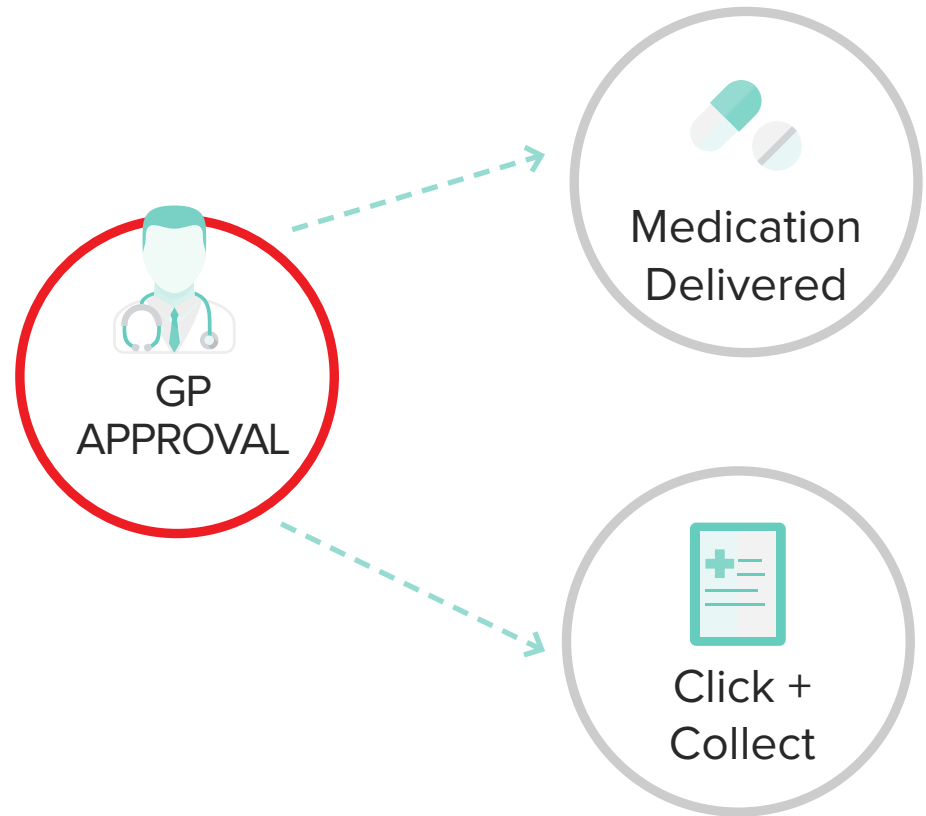 GP
APPROVAL
Medication
Delivered
Click +
Collect